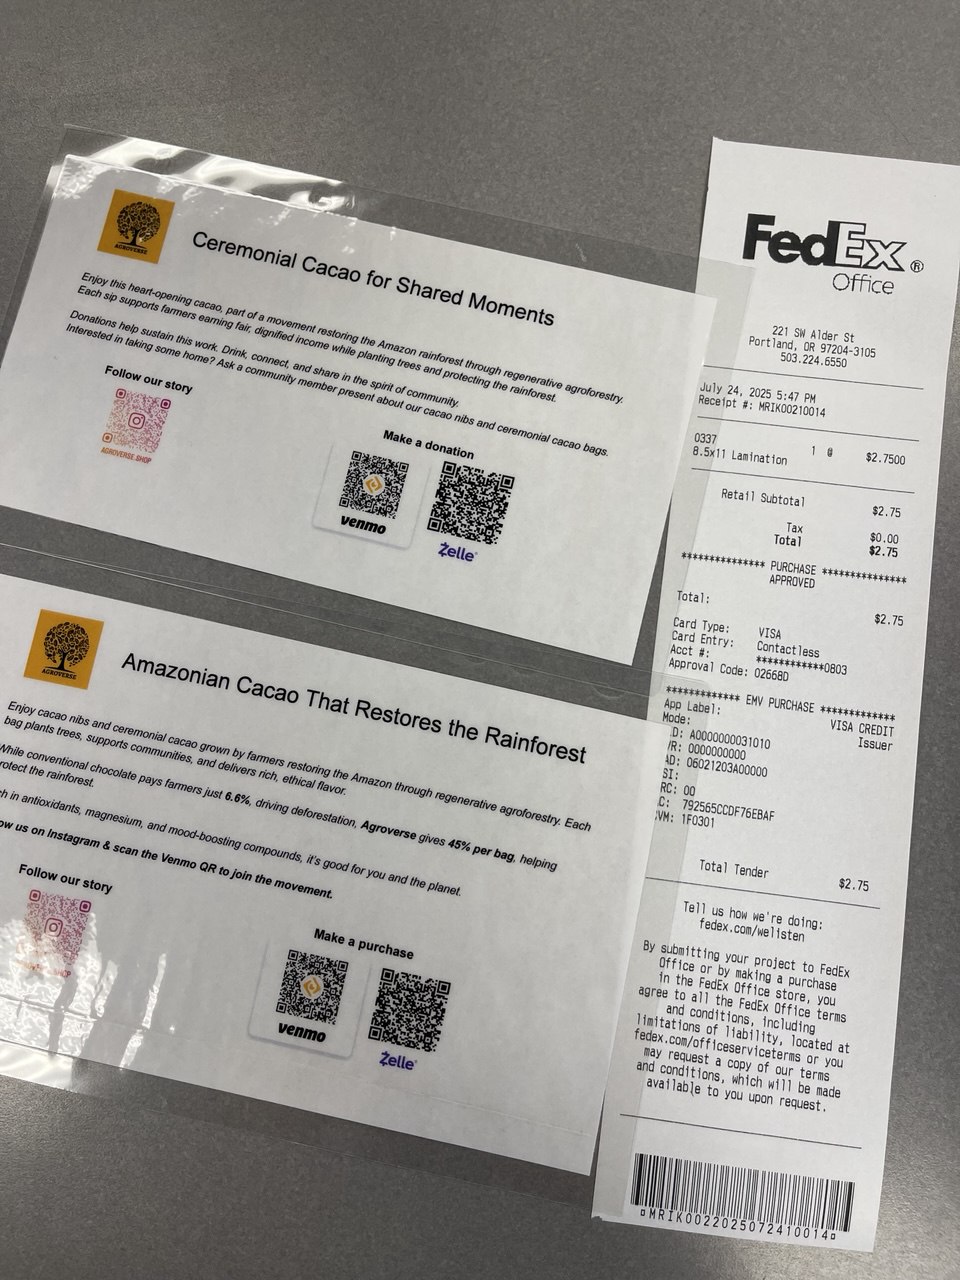 AGROVERSE
Ceremonial Cacao for Shared Moments
Enjoy this heart-opening cacao, part of a movement restoring the Amazon rainforest through regenerative agroforestry.
Each sip supports farmers earning fair, dignified income while planting trees and protecting the rainforest.
Donations help sustain this work. Drink, connect, and share in the spirit of community.
Interested in taking some home? Ask a community member present about our cacao nibs and ceremonial cacao bags.
Follow our story
AGROVERSE.SHOP
Make a donation
venmo
Zelle®
AGROVERSE
Amazonian Cacao That Restores the Rainforest
Enjoy cacao nibs and ceremonial cacao grown by farmers restoring the Amazon through regenerative agroforestry. Each
bag plants trees, supports communities, and delivers rich, ethical flavor.
While conventional chocolate pays farmers just 6.6%, driving deforestation, Agroverse gives 45% per bag, helping
protect the rainforest.
ch in antioxidants, magnesium, and mood-boosting compounds, it's good for you and the planet.
ow us on Instagram & scan the Venmo QR to join the movement.
Follow our story
Make a purchase
venmo
Zelle®
FedEx®
Office
221 SW Alder St
Portland, OR 97204-3105
503.224.6550
July 24, 2025 5:47 PM
Receipt #: MRIK00210014
0337
8.5x11 Lamination 1 @ $2.7500
Retail Subtotal $2.75
Tax $0.00
Total $2.75
*************** PURCHASE ***************
APPROVED
Total: $2.75
Card Type: VISA
Card Entry: Contactless
Acct #: ************0803
Approval Code: 02668D
************* EMV PURCHASE *************
App Label: VISA CREDIT
Mode: Issuer
D: A0000000031010
VR: 0000000000
AD: 06021203A00000
SI:
RC: 00
C: 792565CCDF76EBAF
VM: 1F0301
Total Tender $2.75
Tell us how we're doing:
fedex.com/welisten
By submitting your project to FedEx
Office or by making a purchase
in the FedEx Office store, you
agree to all the FedEx Office terms
and conditions, including
limitations of liability, located at
fedex.com/officeserviceterms or you
may request a copy of our terms
and conditions, which will be made
available to you upon request.
¤MRIK0022025072410014¤